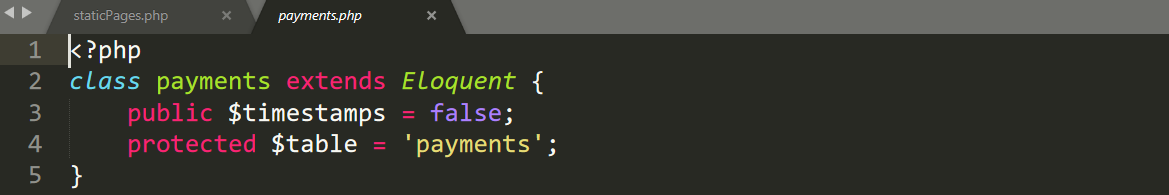 staticPages.php × payments.php ×
1 <?php
2 class payments extends Eloquent {
3     public $timestamps = false;
4     protected $table = 'payments';
5 }